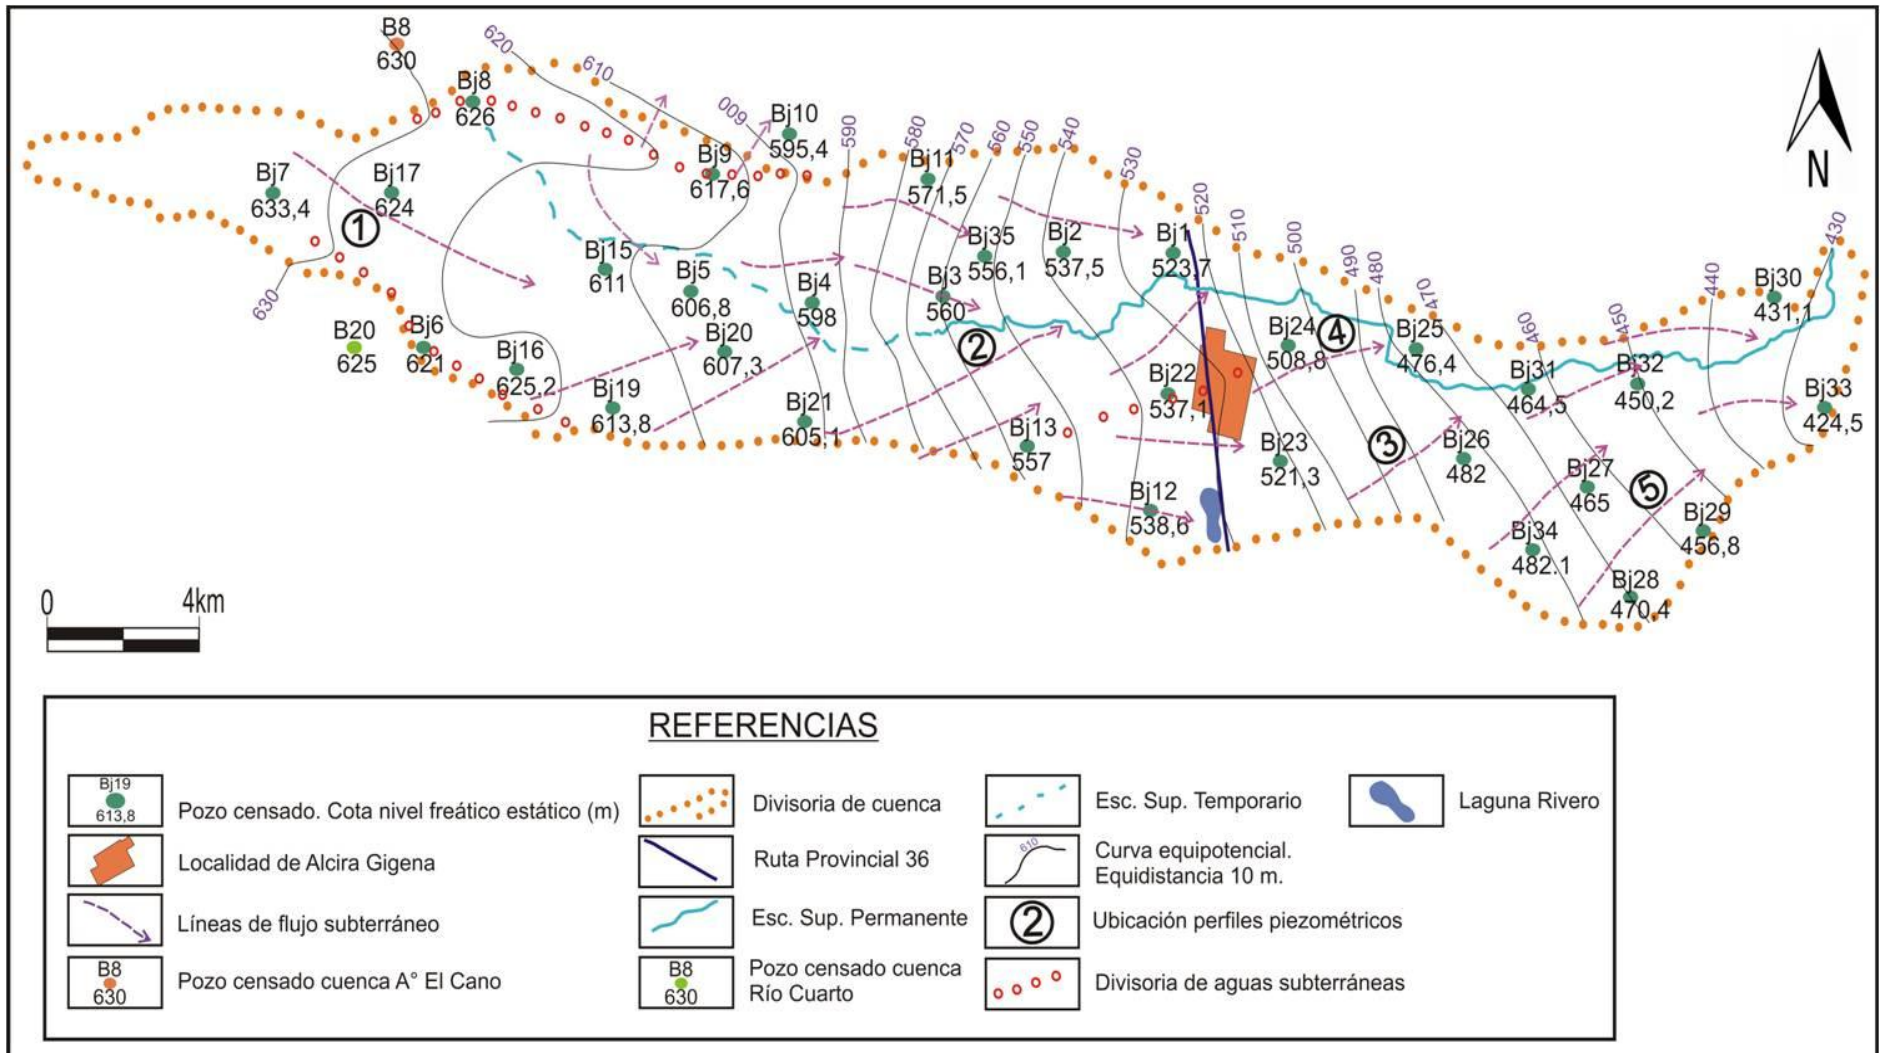 B8
630
620
610
Bj8
626
600
Bj10
595,4
590
580
570
560
550
540
530
520
510
500
490
480
470
460
450
440
430
N
Bj7
633,4
Bj17
624
1
Bj9
617,6
Bj11
571,5
Bj35
556,1
Bj2
537,5
Bj1
523,7
Bj15
611
Bj5
606,8
Bj4
598
Bj3
560
Bj30
431,1
630
B20
625
Bj6
621
Bj16
625,2
Bj20
607,3
2
Bj24
508,8
4
Bj25
476,4
Bj31
464,5
Bj32
450,2
Bj33
424,5
Bj19
613,8
Bj21
605,1
Bj13
557
Bj22
537,1
Bj23
521,3
3
Bj26
482
Bj27
465
5
Bj12
538,6
Bj34
482.1
Bj29
456,8
Bj28
470,4
0 4km
REFERENCIAS
Bj19
613,8
Pozo censado. Cota nivel freático estático (m)
Localidad de Alcira Gigena
Líneas de flujo subterráneo
B8
630
Pozo censado cuenca A° El Cano
Divisoria de cuenca
Ruta Provincial 36
Esc. Sup. Permanente
B8
630
Pozo censado cuenca
Río Cuarto
Esc. Sup. Temporario
610
Curva equipotencial.
Equidistancia 10 m.
2
Ubicación perfiles piezométricos
Divisoria de aguas subterráneas
Laguna Rivero